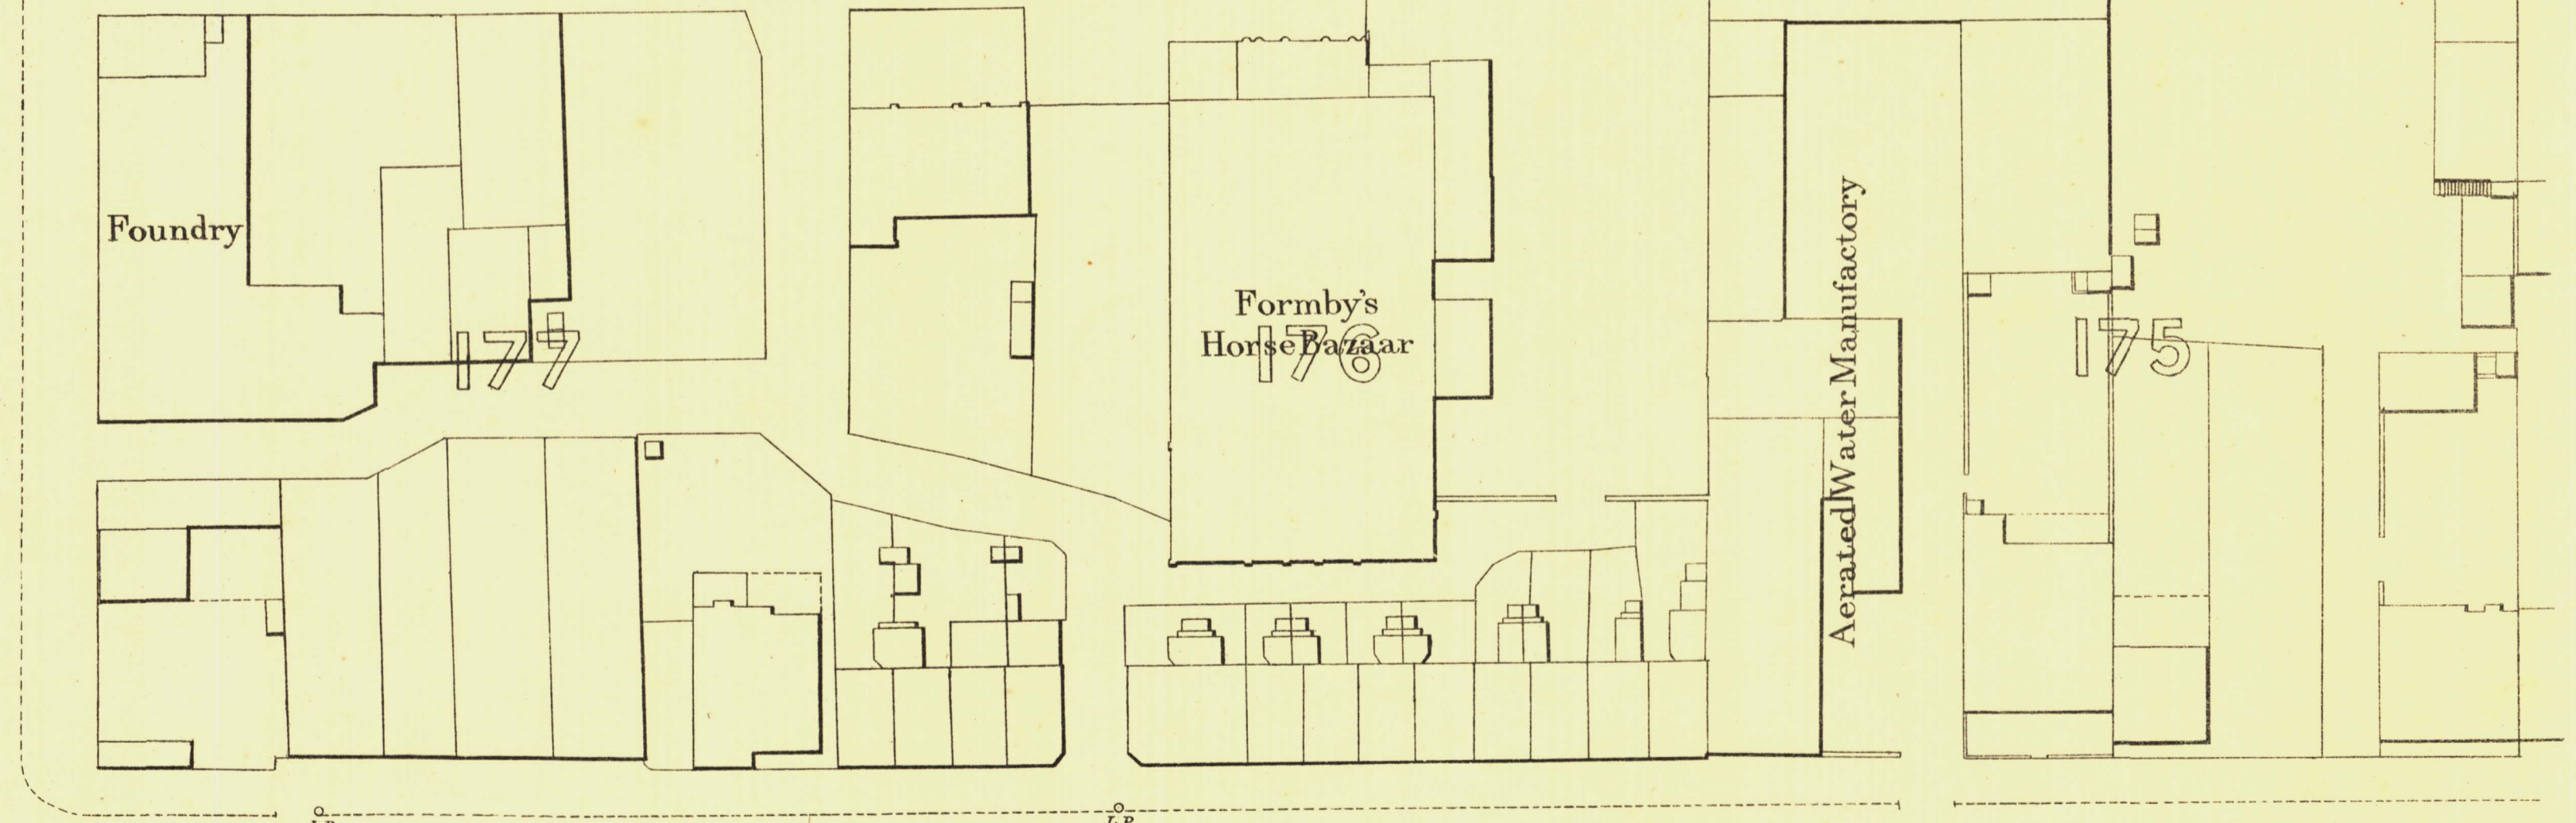 Foundry
177
Formby's
Horse Bazaar
176
Aerated Water Manufactory
175
L.P.